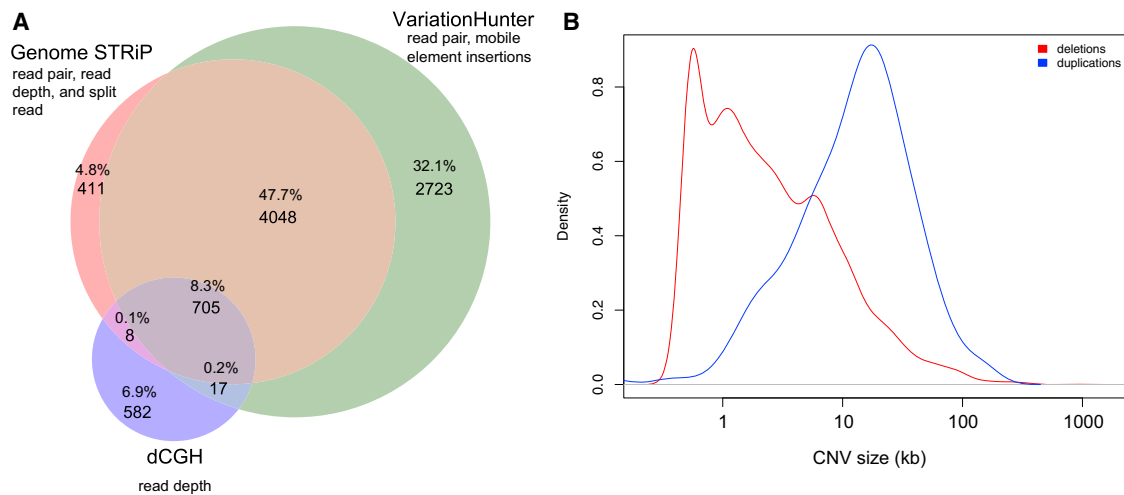 A
Genome STRiP
read pair, read
depth, and split
read
VariationHunter
read pair, mobile
element insertions
4.8%
411
32.1%
2723
47.7%
4048
8.3%
705
0.1%
8
0.2%
17
6.9%
582
dCGH
read depth
B
deletions
duplications
Density
0.8
0.6
0.4
0.2
0.0
1
10
100
1000
CNV size (kb)